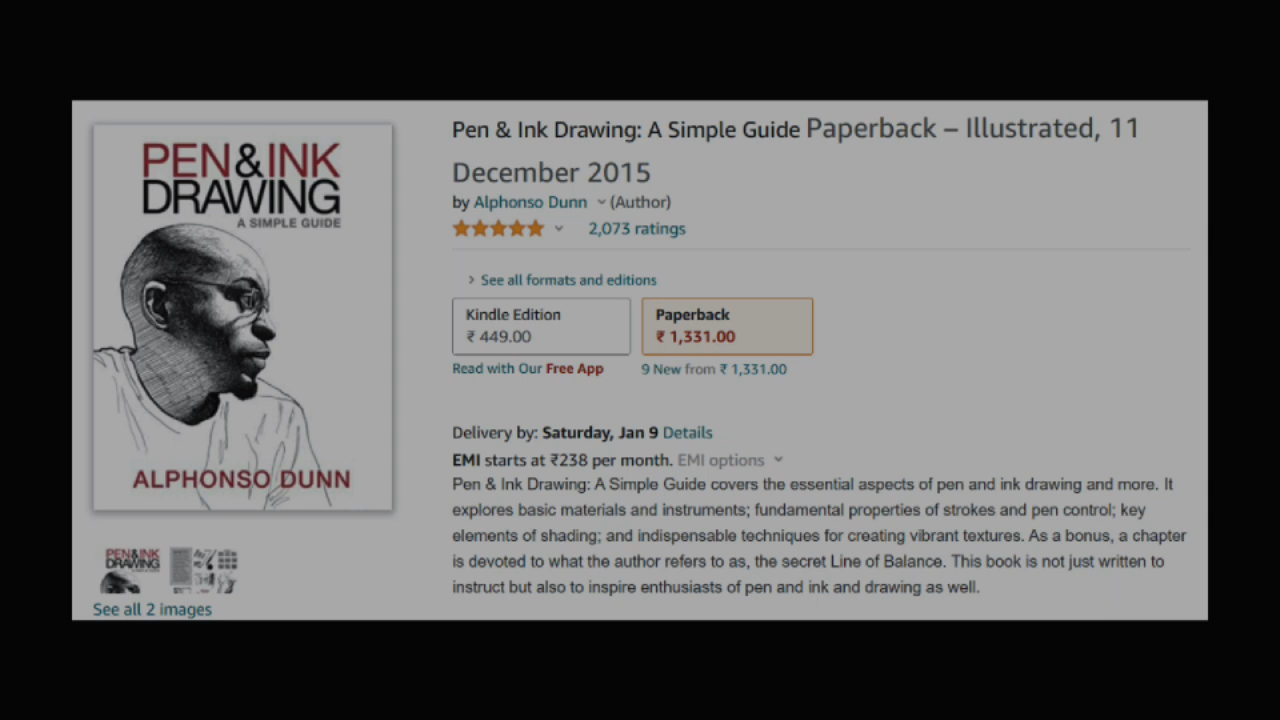 PEN&INK
DRAWING
A SIMPLE GUIDE
ALPHONSO DUNN
PEN&INK
DRAWING
See all 2 images
Pen & Ink Drawing: A Simple Guide Paperback – Illustrated, 11
December 2015
by Alphonso Dunn (Author)
2,073 ratings
See all formats and editions
Kindle Edition
₹ 449.00
Paperback
₹ 1,331.00
Read with Our Free App
9 New from ₹ 1,331.00
Delivery by: Saturday, Jan 9 Details
EMI starts at ₹238 per month. EMI options
Pen & Ink Drawing: A Simple Guide covers the essential aspects of pen and ink drawing and more. It
explores basic materials and instruments; fundamental properties of strokes and pen control; key
elements of shading; and indispensable techniques for creating vibrant textures. As a bonus, a chapter
is devoted to what the author refers to as, the secret Line of Balance. This book is not just written to
instruct but also to inspire enthusiasts of pen and ink and drawing as well.